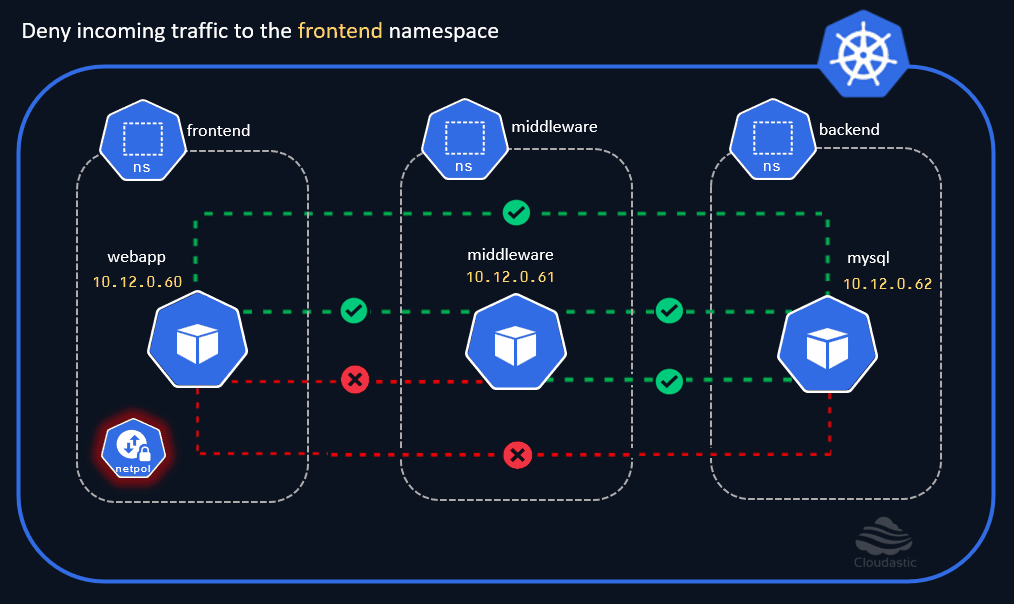 Deny incoming traffic to the frontend namespace
frontend
ns
middleware
ns
backend
ns
webapp
10.12.0.60
middleware
10.12.0.61
mysql
10.12.0.62
netpol
Cloudastic